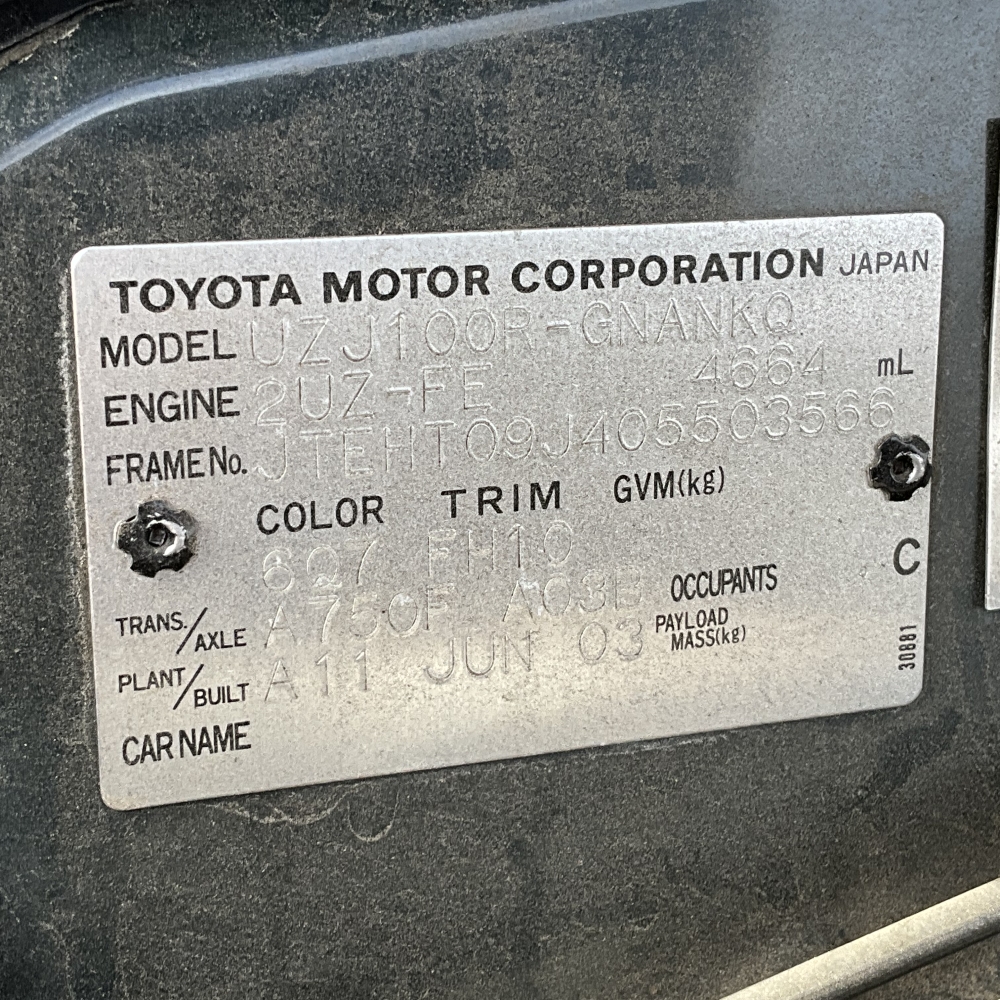 TOYOTA MOTOR CORPORATION JAPAN
MODEL UZJ100R-GNANKQ
ENGINE 2UZ-FE 4664 mL
FRAME No. JTEHT09J405503566
COLOR TRIM GVM(kg)
6Q7 FH10
C
TRANS./AXLE A750F A03B OCCUPANTS
PLANT/BUILT A11 JUN 03 PAYLOAD MASS(kg)
30881
CAR NAME